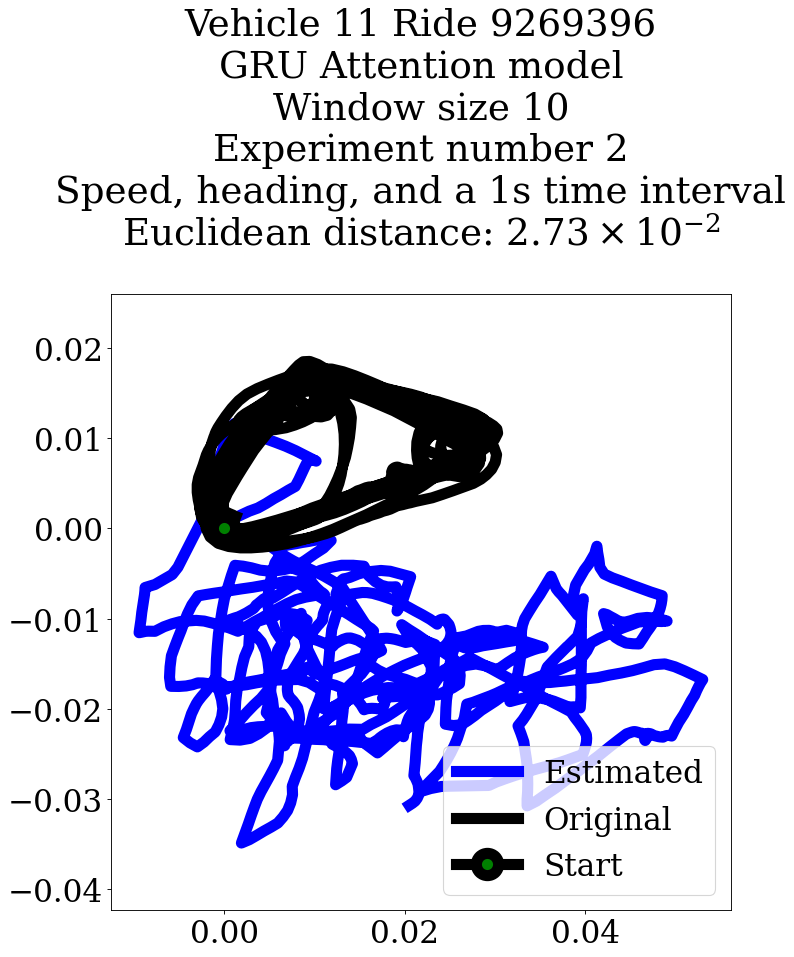 Vehicle 11 Ride 9269396
GRU Attention model
Window size 10
Experiment number 2
Speed, heading, and a 1s time interval
Euclidean distance: 2.73 × 10⁻²
0.02
0.01
0.00
−0.01
−0.02
−0.03
−0.04
Estimated
Original
Start
0.00 0.02 0.04